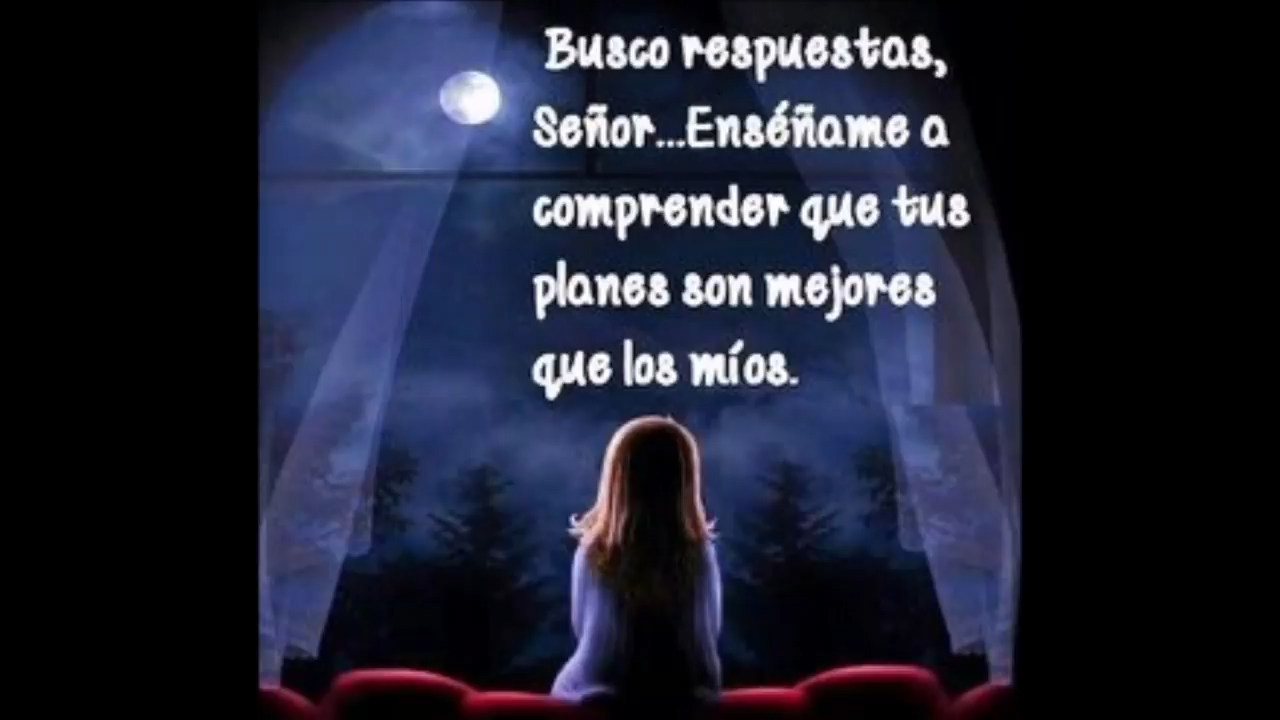 Busco respuestas,
Señor...Enséñame a
comprender que tus
planes son mejores
que los míos.